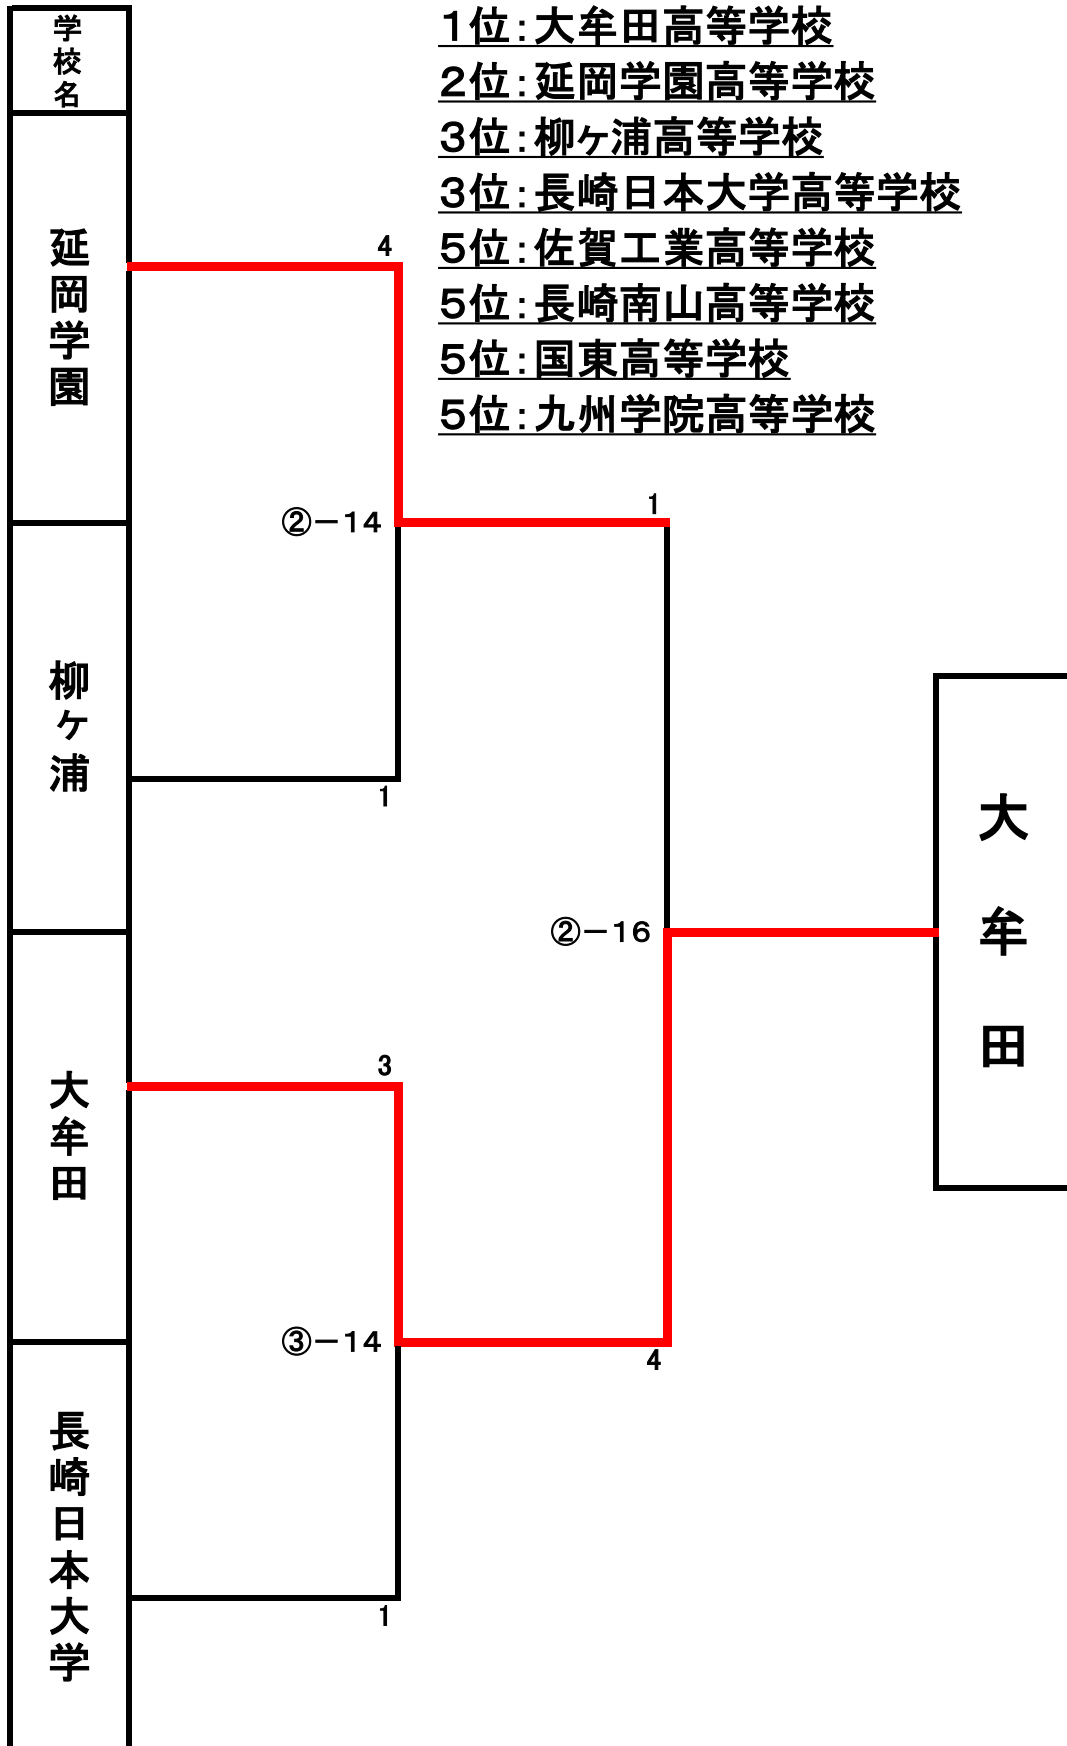 学校名
1位:大牟田高等学校
2位:延岡学園高等学校
3位:柳ヶ浦高等学校
3位:長崎日本大学高等学校
5位:佐賀工業高等学校
5位:長崎南山高等学校
5位:国東高等学校
5位:九州学院高等学校
延岡学園
4
②−14
1
柳ヶ浦
1
大牟田
②−16
大牟田
3
③−14
4
長崎日本大学
1